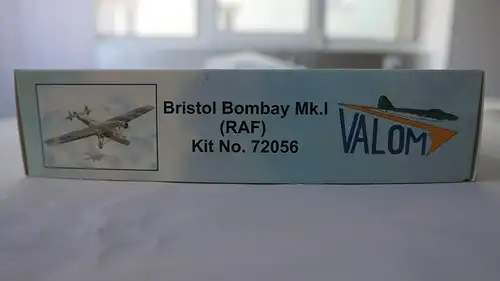 Bristol Bombay Mk.I
(RAF)
Kit No. 72056
VALOM